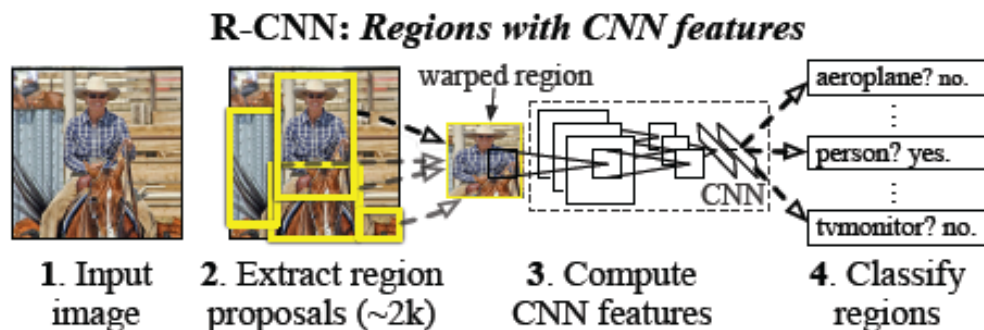 R-CNN: Regions with CNN features
warped region
aeroplane? no.
⋮
person? yes.
⋮
tvmonitor? no.
CNN
1. Input image
2. Extract region proposals (~2k)
3. Compute CNN features
4. Classify regions